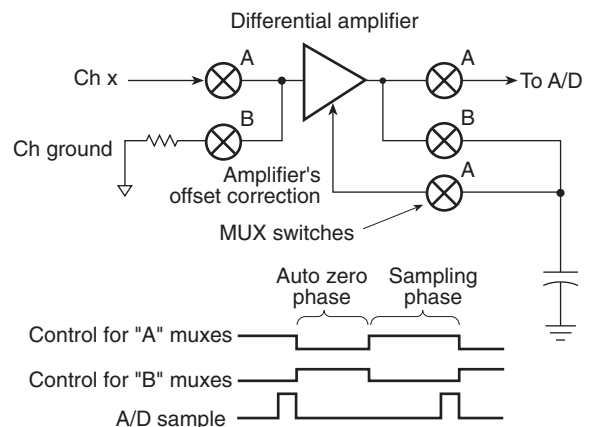 Differential amplifier
A
A
Ch x
To A/D
B
B
Ch ground
Amplifier's
offset correction
A
MUX switches
Auto zero
phase
Sampling
phase
Control for "A" muxes
Control for "B" muxes
A/D sample